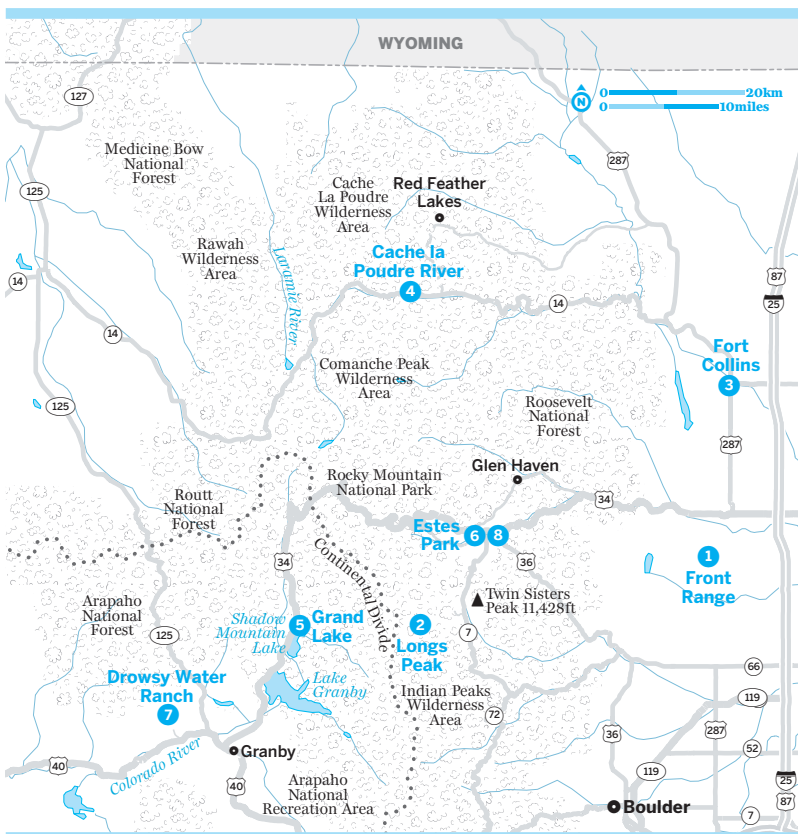 WYOMING
0
20km
N
0
10miles
127
287
Medicine Bow
National
Forest
Cache
La Poudre
Wilderness
Area
Red Feather
Lakes
125
Rawah
Wilderness
Area
Laramie River
Cache la
Poudre River
4
14
87
25
14
14
Fort
Collins
3
Comanche Peak
Wilderness
Area
125
Roosevelt
National
Forest
287
Glen Haven
Rocky Mountain
National Park
34
Routt
National
Forest
Estes
Park
6
8
34
36
Continental Divide
1
Front
Range
Twin Sisters
Peak 11,428ft
Arapaho
National
Forest
125
Shadow
Mountain
Lake
5
Grand
Lake
2
Longs
Peak
7
66
Drowsy Water
Ranch
7
Lake
Granby
Indian Peaks
Wilderness
Area
72
119
36
287
52
Granby
40
Colorado River
40
119
25
87
Arapaho
National
Recreation Area
Boulder
7